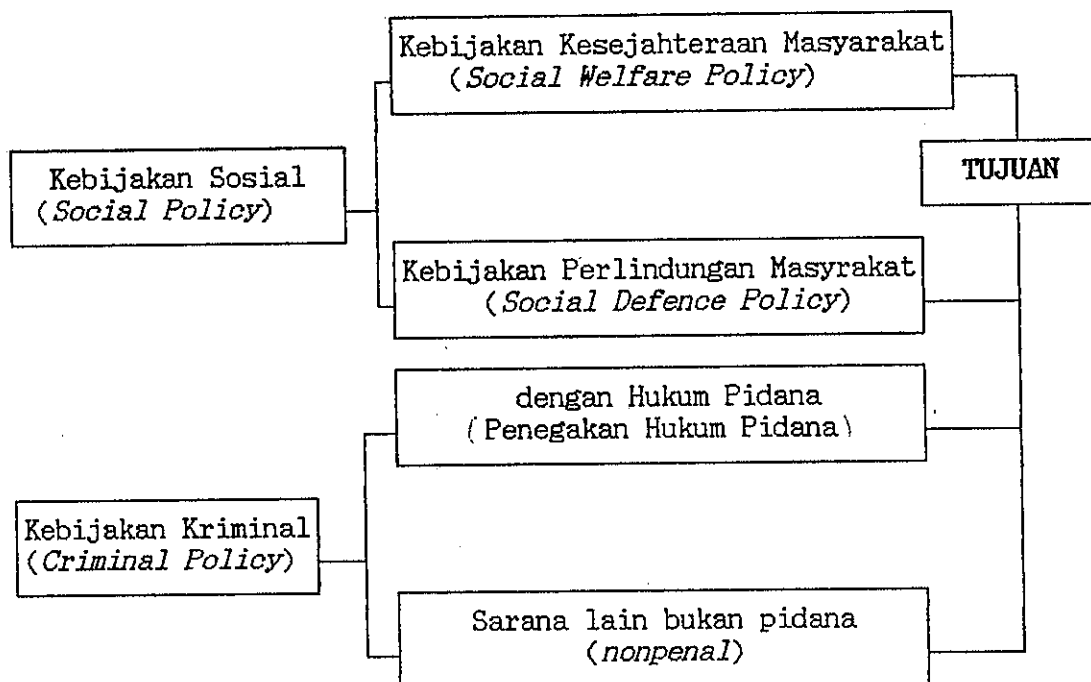 Kebijakan Kesejahteraan Masyarakat
(Social Welfare Policy)
TUJUAN
Kebijakan Sosial
(Social Policy)
Kebijakan Perlindungan Masyrakat
(Social Defence Policy)
dengan Hukum Pidana
(Penegakan Hukum Pidana)
Kebijakan Kriminal
(Criminal Policy)
Sarana lain bukan pidana
(nonpenal)